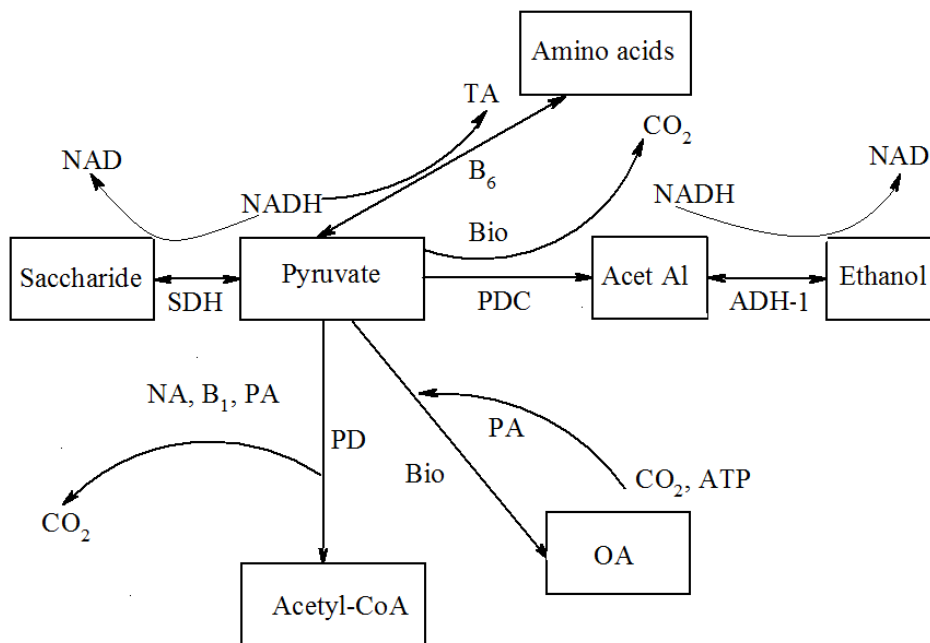 Amino acids
TA
CO₂
NAD
B₆
NAD
NADH
NADH
Bio
Saccharide
Pyruvate
Acet Al
Ethanol
SDH
PDC
ADH-1
NA, B₁, PA
PD
PA
Bio
CO₂, ATP
CO₂
OA
Acetyl-CoA